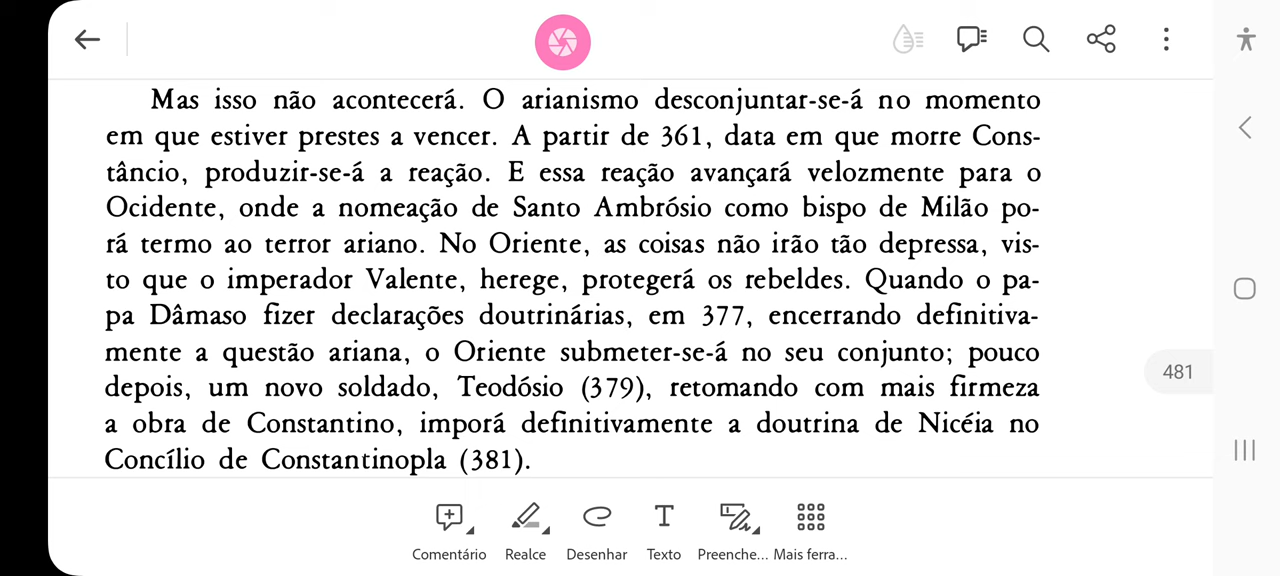 Mas isso não acontecerá. O arianismo desconjuntar-se-á no momento
em que estiver prestes a vencer. A partir de 361, data em que morre Cons-
tâncio, produzir-se-á a reação. E essa reação avançará velozmente para o
Ocidente, onde a nomeação de Santo Ambrósio como bispo de Milão po-
rá termo ao terror ariano. No Oriente, as coisas não irão tão depressa, vis-
to que o imperador Valente, herege, protegerá os rebeldes. Quando o pa-
pa Dâmaso fizer declarações doutrinárias, em 377, encerrando definitiva-
mente a questão ariana, o Oriente submeter-se-á no seu conjunto; pouco
depois, um novo soldado, Teodósio (379), retomando com mais firmeza
a obra de Constantino, imporá definitivamente a doutrina de Nicéia no
Concílio de Constantinopla (381).
481
Comentário Realce Desenhar Texto Preenche... Mais ferra...